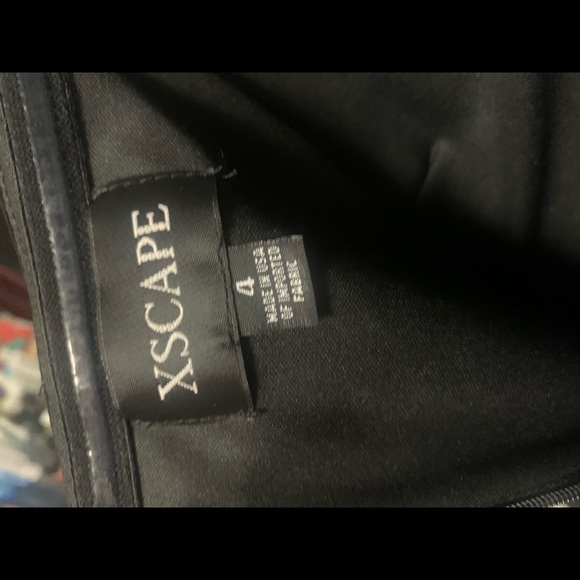 XSCAPE
4
MADE IN USA
OF IMPORTED
FABRIC